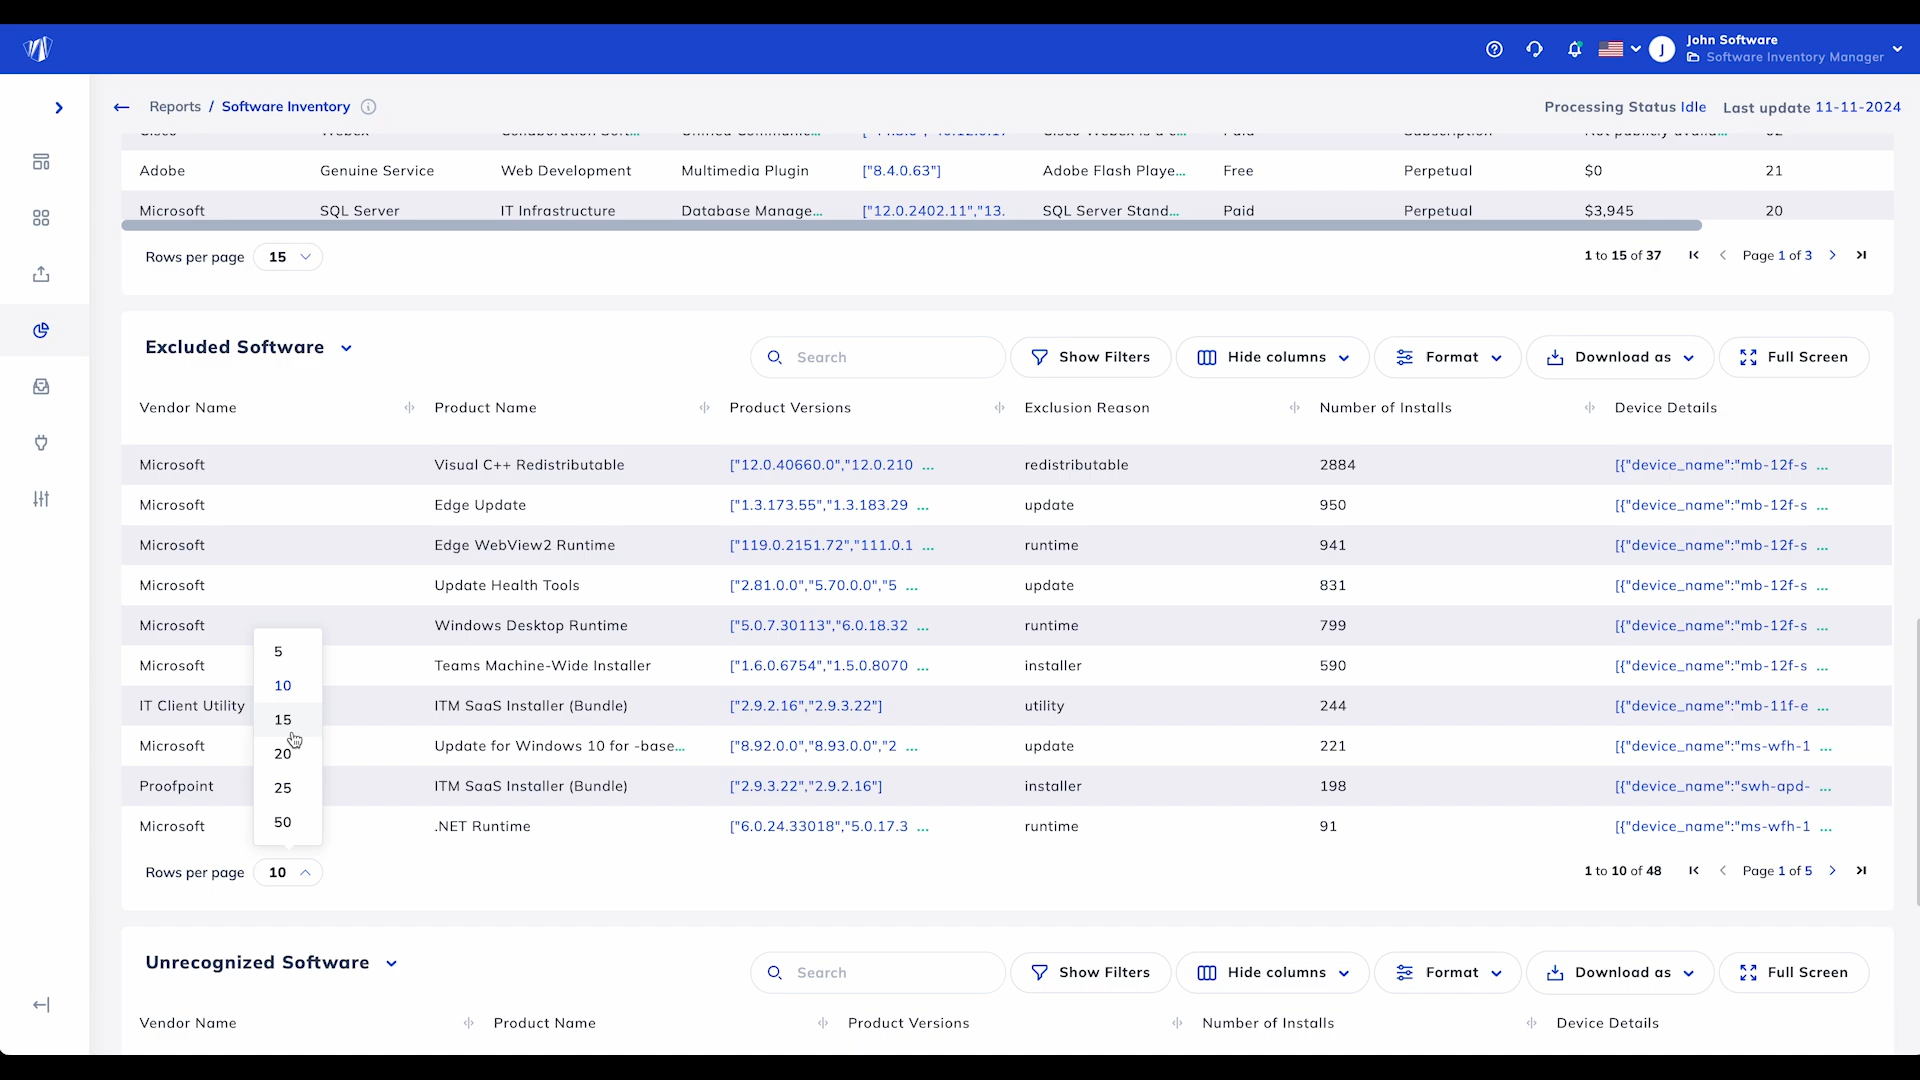 John Software
Software Inventory Manager
J
Reports / Software Inventory
Processing Status Idle Last update 11-11-2024
Adobe Genuine Service Web Development Multimedia Plugin ["8.4.0.63"] Adobe Flash Playe... Free Perpetual $0 21
Microsoft SQL Server IT Infrastructure Database Manage... ["12.0.2402.11","13. SQL Server Stand... Paid Perpetual $3,945 20
Rows per page 15 1 to 15 of 37 Page 1 of 3
Excluded Software Search Show Filters Hide columns Format Download as Full Screen
Vendor Name Product Name Product Versions Exclusion Reason Number of Installs Device Details
Microsoft Visual C++ Redistributable ["12.0.40660.0","12.0.210 ... redistributable 2884 [{"device_name":"mb-12f-s ...
Microsoft Edge Update ["1.3.173.55","1.3.183.29 ... update 950 [{"device_name":"mb-12f-s ...
Microsoft Edge WebView2 Runtime ["119.0.2151.72","111.0.1 ... runtime 941 [{"device_name":"mb-12f-s ...
Microsoft Update Health Tools ["2.81.0.0","5.70.0.0","5 ... update 831 [{"device_name":"mb-12f-s ...
Microsoft Windows Desktop Runtime ["5.0.7.30113","6.0.18.32 ... runtime 799 [{"device_name":"mb-12f-s ...
Microsoft Teams Machine-Wide Installer ["1.6.0.6754","1.5.0.8070 ... installer 590 [{"device_name":"mb-12f-s ...
IT Client Utility ITM SaaS Installer (Bundle) ["2.9.2.16","2.9.3.22"] utility 244 [{"device_name":"mb-11f-e ...
Microsoft Update for Windows 10 for -base... ["8.92.0.0","8.93.0.0","2 ... update 221 [{"device_name":"ms-wfh-1 ...
Proofpoint ITM SaaS Installer (Bundle) ["2.9.3.22","2.9.2.16"] installer 198 [{"device_name":"swh-apd- ...
Microsoft .NET Runtime ["6.0.24.33018","5.0.17.3 ... runtime 91 [{"device_name":"ms-wfh-1 ...
5
10
15
20
25
50
Rows per page 10 1 to 10 of 48 Page 1 of 5
Unrecognized Software Search Show Filters Hide columns Format Download as Full Screen
Vendor Name Product Name Product Versions Number of Installs Device Details